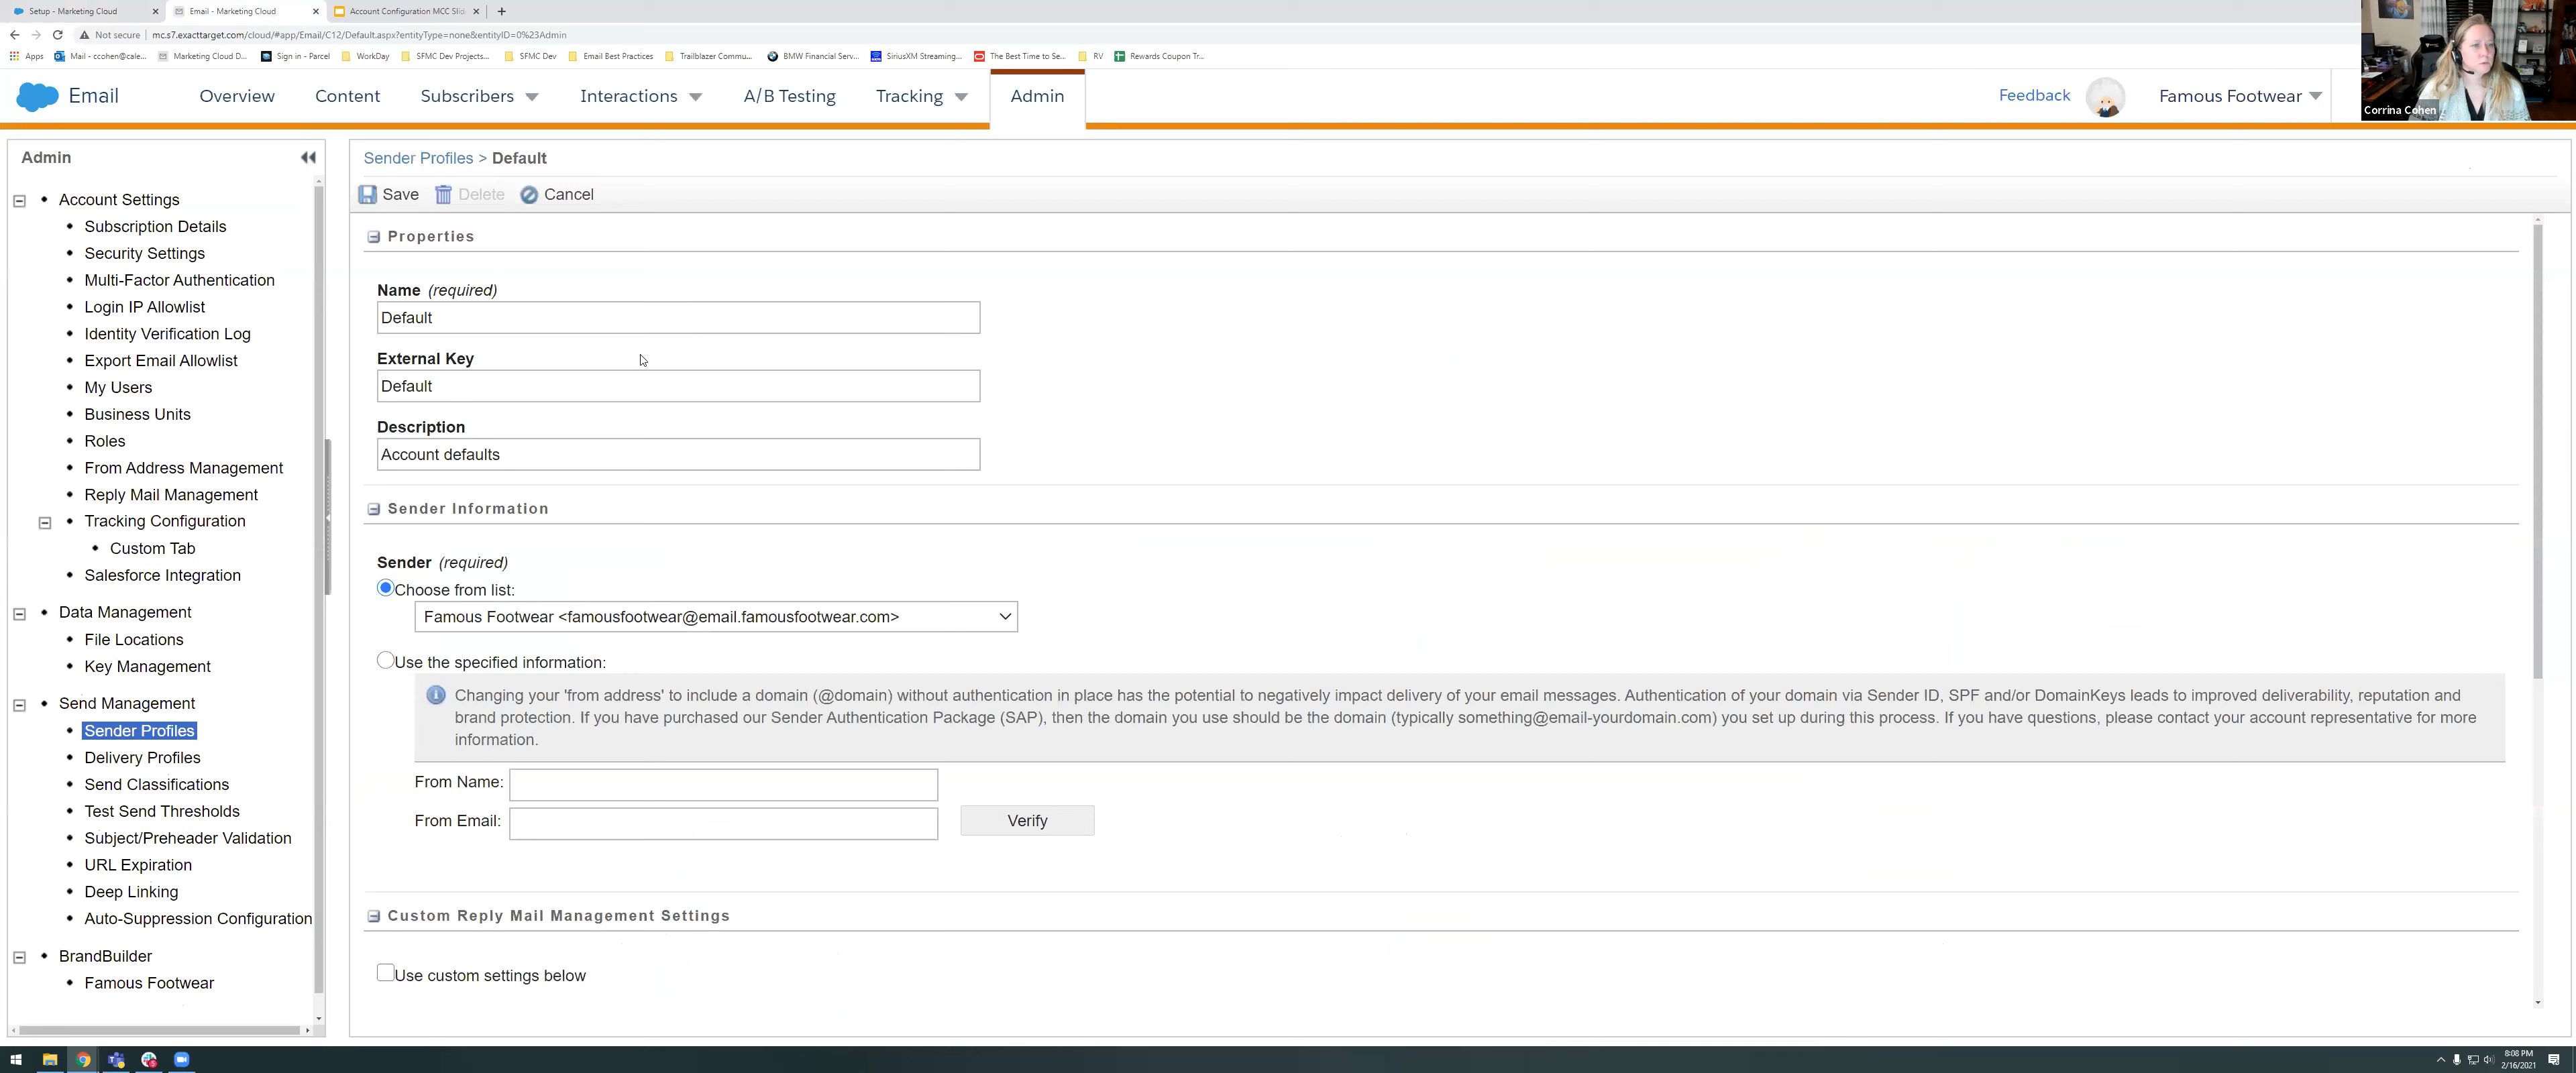 Setup - Marketing Cloud
Email - Marketing Cloud
Account Configuration MCC Slid
Not secure
mc.s7.exacttarget.com/cloud/#app/Email/C12/Default.aspx?entityType=none&entityID=0%23Admin
Apps
Mail - ccohen@cale...
Marketing Cloud D...
Sign in - Parcel
WorkDay
SFMC Dev Projects...
SFMC Dev
Email Best Practices
Trailblazer Commu...
BMW Financial Serv...
SiriusXM Streaming...
The Best Time to Se...
RV
Rewards Coupon Tr...
Email
Overview
Content
Subscribers
Interactions
A/B Testing
Tracking
Admin
Feedback
Famous Footwear
Corrina Cohen
Admin
Account Settings
Subscription Details
Security Settings
Multi-Factor Authentication
Login IP Allowlist
Identity Verification Log
Export Email Allowlist
My Users
Business Units
Roles
From Address Management
Reply Mail Management
Tracking Configuration
Custom Tab
Salesforce Integration
Data Management
File Locations
Key Management
Send Management
Sender Profiles
Delivery Profiles
Send Classifications
Test Send Thresholds
Subject/Preheader Validation
URL Expiration
Deep Linking
Auto-Suppression Configuration
BrandBuilder
Famous Footwear
Sender Profiles > Default
Save
Delete
Cancel
Properties
Name (required)
Default
External Key
Default
Description
Account defaults
Sender Information
Sender (required)
Choose from list:
Famous Footwear <famousfootwear@email.famousfootwear.com>
Use the specified information:
Changing your 'from address' to include a domain (@domain) without authentication in place has the potential to negatively impact delivery of your email messages. Authentication of your domain via Sender ID, SPF and/or DomainKeys leads to improved deliverability, reputation and
brand protection. If you have purchased our Sender Authentication Package (SAP), then the domain you use should be the domain (typically something@email-yourdomain.com) you set up during this process. If you have questions, please contact your account representative for more
information.
From Name:
From Email:
Verify
Custom Reply Mail Management Settings
Use custom settings below
8:08 PM
2/16/2021